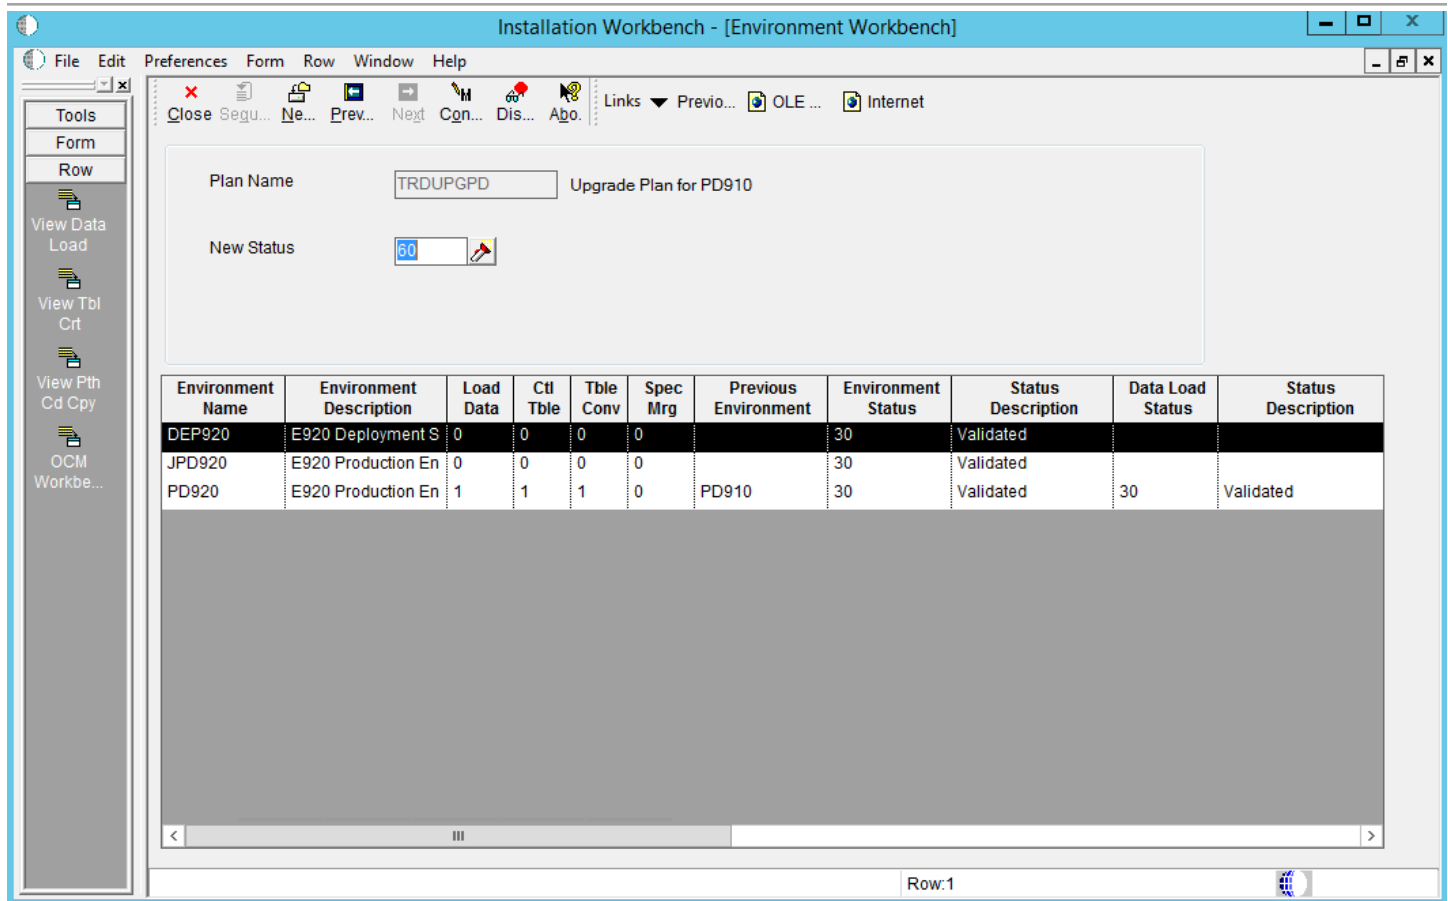 Installation Workbench - [Environment Workbench]
File Edit Preferences Form Row Window Help
Close Sequ... Ne... Prev... Next Con... Dis... Abo. Links Previo... OLE ... Internet
Tools
Form
Row
View Data
Load
View Tbl
Crt
View Pth
Cd Cpy
OCM
Workbe...
Plan Name TRDUPGPD Upgrade Plan for PD910
New Status 60
Environment Environment Load Ctl Tble Spec Previous Environment Status Data Load Status
Name Description Data Tble Conv Mrg Environment Status Description Status Description
DEP920 E920 Deployment S 0 0 0 0 30 Validated
JPD920 E920 Production En 0 0 0 0 30 Validated
PD920 E920 Production En 1 1 1 0 PD910 30 Validated 30 Validated
Row:1